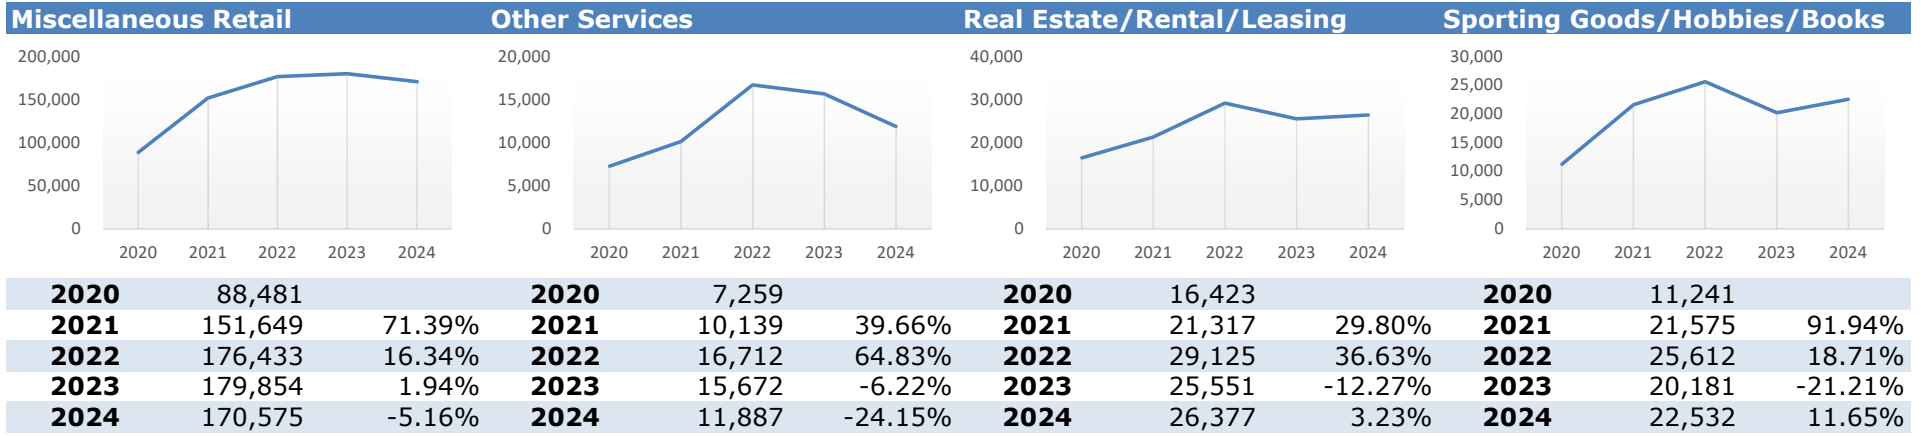 Miscellaneous Retail Other Services Real Estate/Rental/Leasing Sporting Goods/Hobbies/Books
200,000 20,000 40,000 30,000
25,000
150,000 15,000 30,000
20,000
100,000 10,000 20,000 15,000
10,000
50,000 5,000 10,000
5,000
0 0 0 0
2020 2021 2022 2023 2024 2020 2021 2022 2023 2024 2020 2021 2022 2023 2024 2020 2021 2022 2023 2024
2020 88,481 2020 7,259 2020 16,423 2020 11,241
2021 151,649 71.39% 2021 10,139 39.66% 2021 21,317 29.80% 2021 21,575 91.94%
2022 176,433 16.34% 2022 16,712 64.83% 2022 29,125 36.63% 2022 25,612 18.71%
2023 179,854 1.94% 2023 15,672 -6.22% 2023 25,551 -12.27% 2023 20,181 -21.21%
2024 170,575 -5.16% 2024 11,887 -24.15% 2024 26,377 3.23% 2024 22,532 11.65%